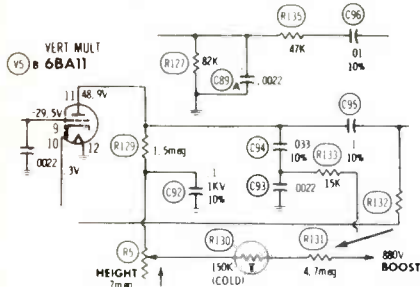 VERT MULT
V5 B 6BA11
R135
C96
47K
.01
10%
R127
82K
C89
A
.0022
11
48.9V
-29.5V
9
10
12
.0022
.3V
R129
1.5meg
C95
.1
10%
C94
.033
10%
R133
15K
C93
.0022
C92
.1
1KV
10%
R132
R5
HEIGHT
2meg
R130
150K
(COLD)
T
R131
4.7meg
880V
BOOST